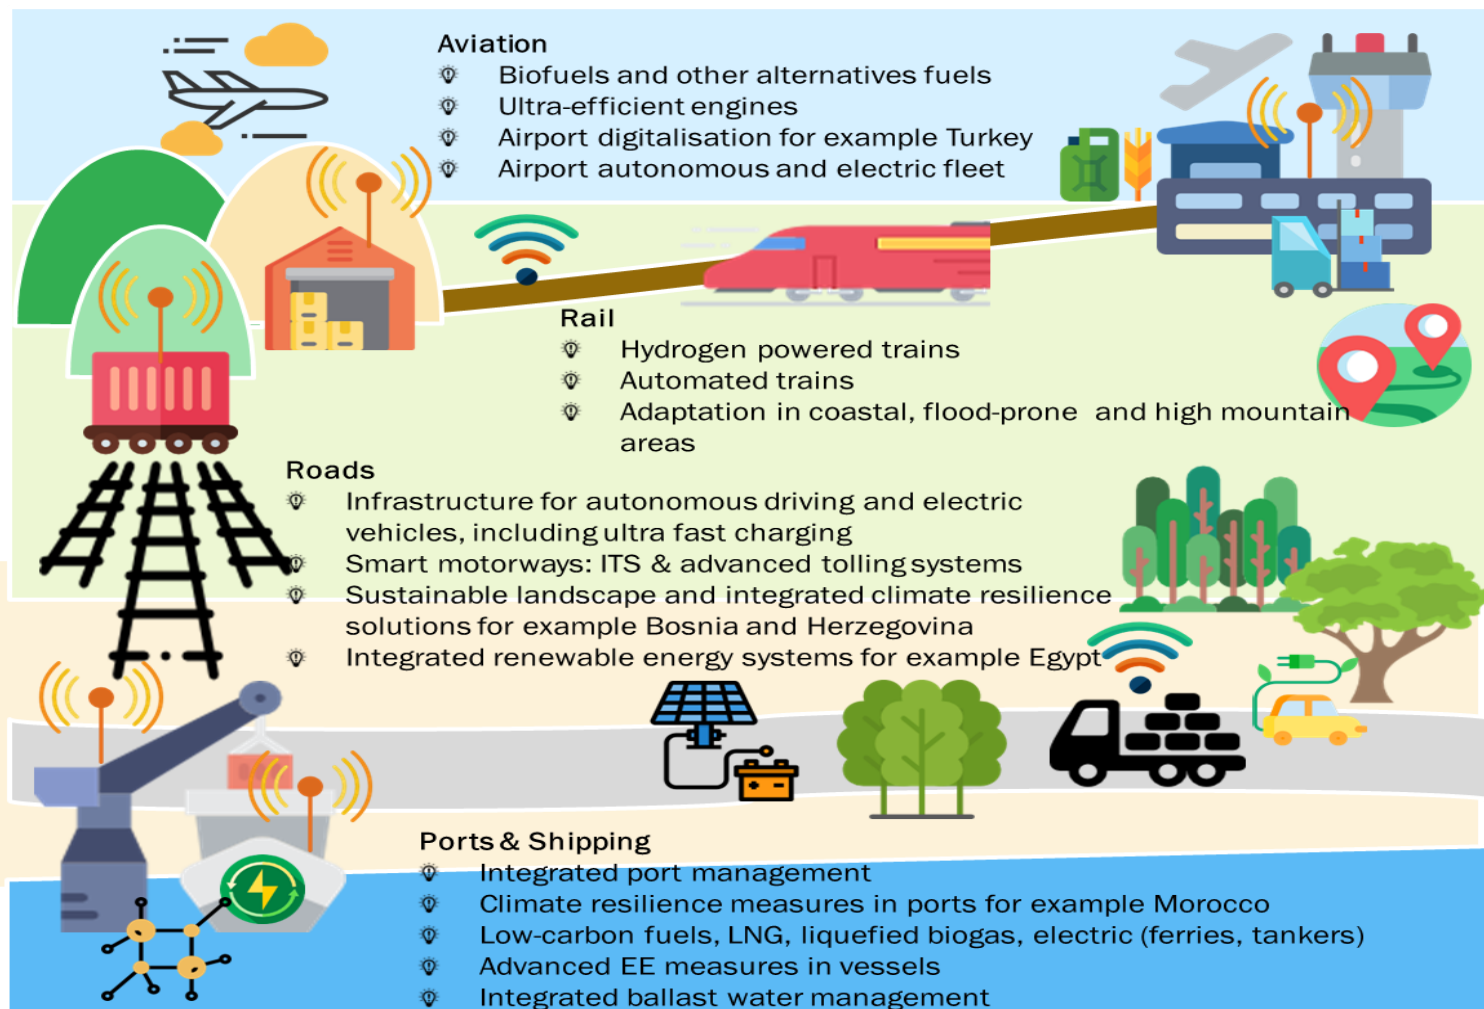 Aviation
Biofuels and other alternatives fuels
Ultra-efficient engines
Airport digitalisation for example Turkey
Airport autonomous and electric fleet
Rail
Hydrogen powered trains
Automated trains
Adaptation in coastal, flood-prone and high mountain
areas
Roads
Infrastructure for autonomous driving and electric
vehicles, including ultra fast charging
Smart motorways: ITS & advanced tolling systems
Sustainable landscape and integrated climate resilience
solutions for example Bosnia and Herzegovina
Integrated renewable energy systems for example Egypt
Ports & Shipping
Integrated port management
Climate resilience measures in ports for example Morocco
Low-carbon fuels, LNG, liquefied biogas, electric (ferries, tankers)
Advanced EE measures in vessels
Integrated ballast water management